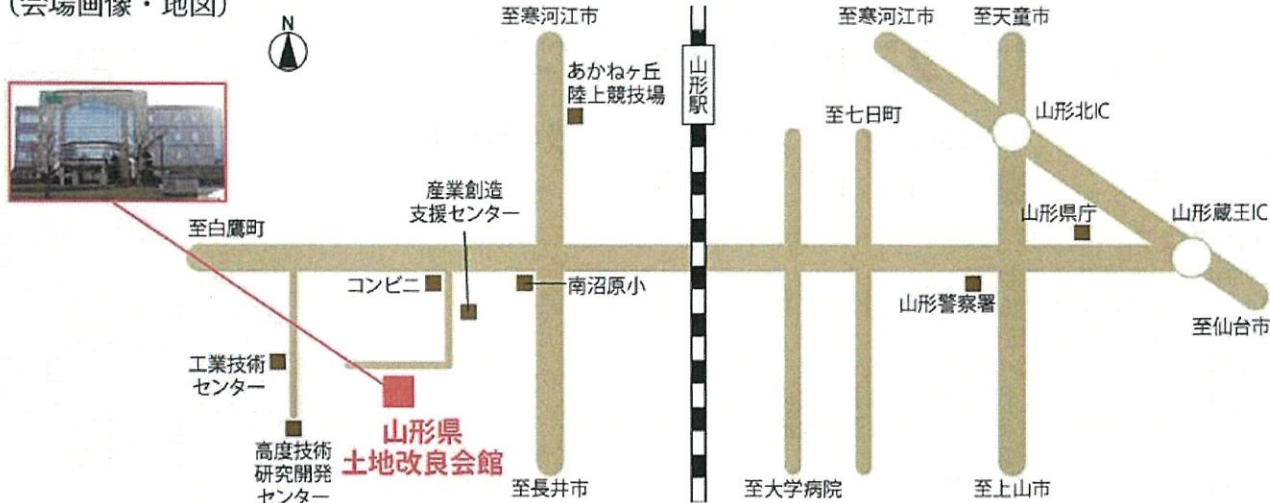 （会場画像・地図）
N
至寒河江市
至寒河江市
至天童市
あかねヶ丘
陸上競技場
山形駅
至七日町
山形北IC
産業創造
支援センター
山形県庁
山形蔵王IC
至白鷹町
コンビニ
南沼原小
山形警察署
至仙台市
工業技術
センター
山形県
土地改良会館
高度技術
研究開発
センター
至長井市
至大学病院
至上山市